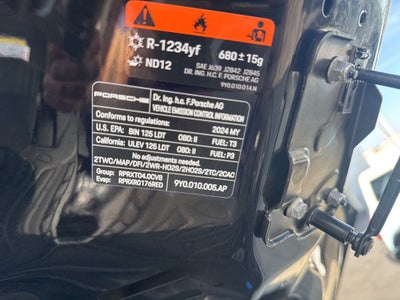 R-1234yf
680 ± 15g
ND12
SAE J639 J2842 J2845
DR. ING. H.C. F. PORSCHE AG
9Y0.010.014.N
PORSCHE
Dr. Ing. h.c. F. Porsche AG
VEHICLE EMISSION CONTROL INFORMATION
Conforms to regulations:
2024 MY
U.S. EPA: BIN 125 LDT OBD: II FUEL: T3
California: ULEV 125 LDT OBD: II FUEL: P3
No adjustments needed.
2TWC/MAP/DFI/2WR-HO2S/2HO2S/2TC/2CAC
Group: RPRXT04.0CV8
Evap: RPRXR0176RED
9Y0.010.005.AP